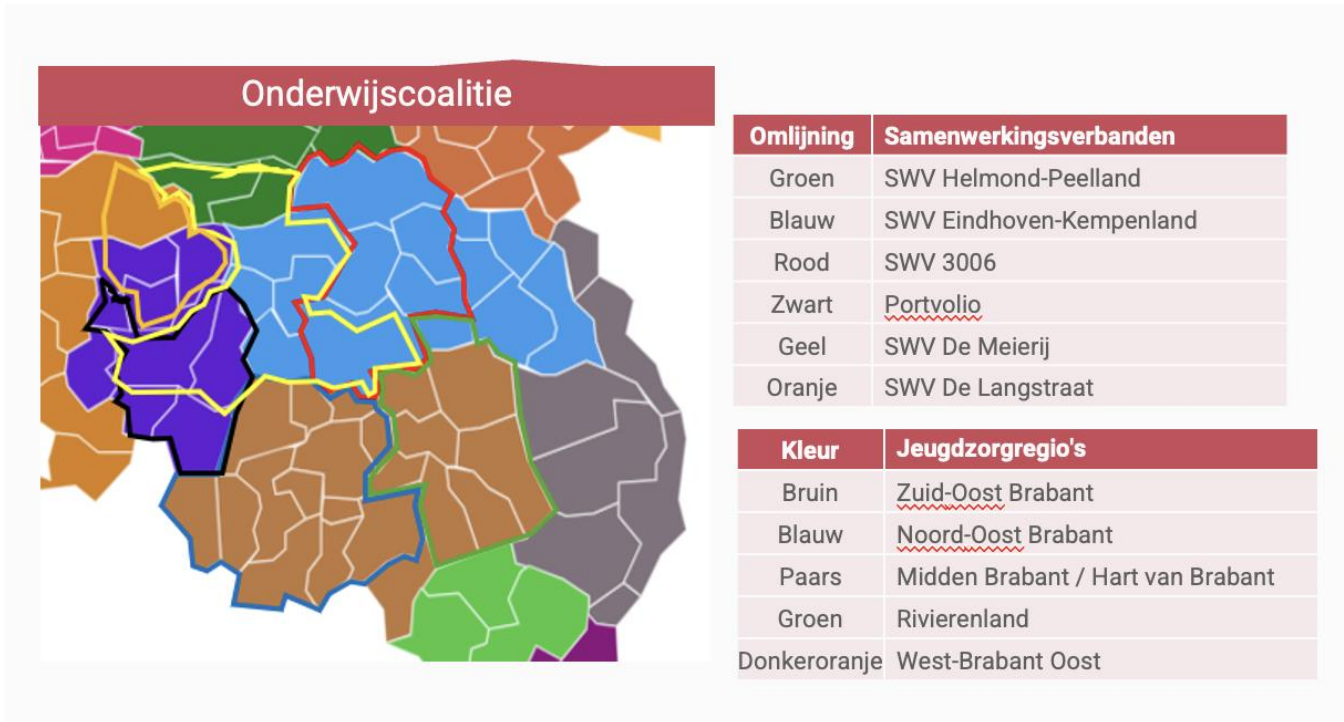 Onderwijscoalitie
Omlijning Samenwerkingsverbanden
Groen SWV Helmond-Peelland
Blauw SWV Eindhoven-Kempenland
Rood SWV 3006
Zwart Portvolio
Geel SWV De Meierij
Oranje SWV De Langstraat
Kleur Jeugdzorgregio's
Bruin Zuid-Oost Brabant
Blauw Noord-Oost Brabant
Paars Midden Brabant / Hart van Brabant
Groen Rivierenland
Donkeroranje West-Brabant Oost